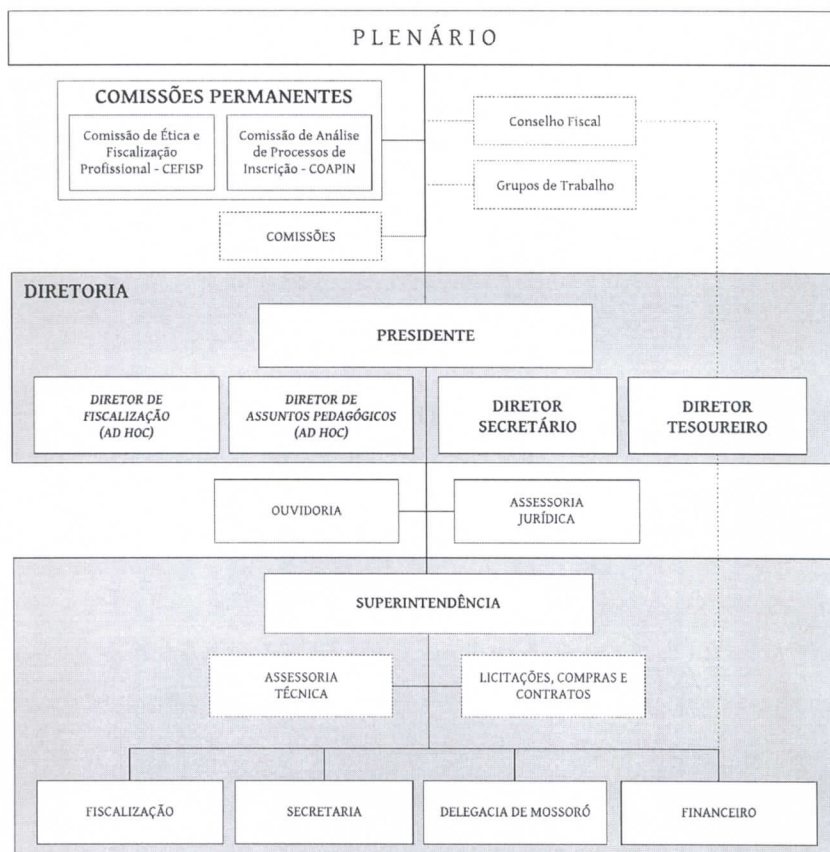 PLENÁRIO
COMISSÕES PERMANENTES
Comissão de Ética e
Fiscalização
Profissional - CEFISP
Comissão de Análise
de Processos de
Inscrição - COAPIN
Conselho Fiscal
Grupos de Trabalho
COMISSÕES
DIRETORIA
PRESIDENTE
DIRETOR DE
FISCALIZAÇÃO
(AD HOC)
DIRETOR DE
ASSUNTOS PEDAGÓGICOS
(AD HOC)
DIRETOR
SECRETÁRIO
DIRETOR
TESOUREIRO
OUVIDORIA
ASSESSORIA
JURÍDICA
SUPERINTENDÊNCIA
ASSESSORIA
TÉCNICA
LICITAÇÕES, COMPRAS E
CONTRATOS
FISCALIZAÇÃO
SECRETARIA
DELEGACIA DE MOSSORÓ
FINANCEIRO